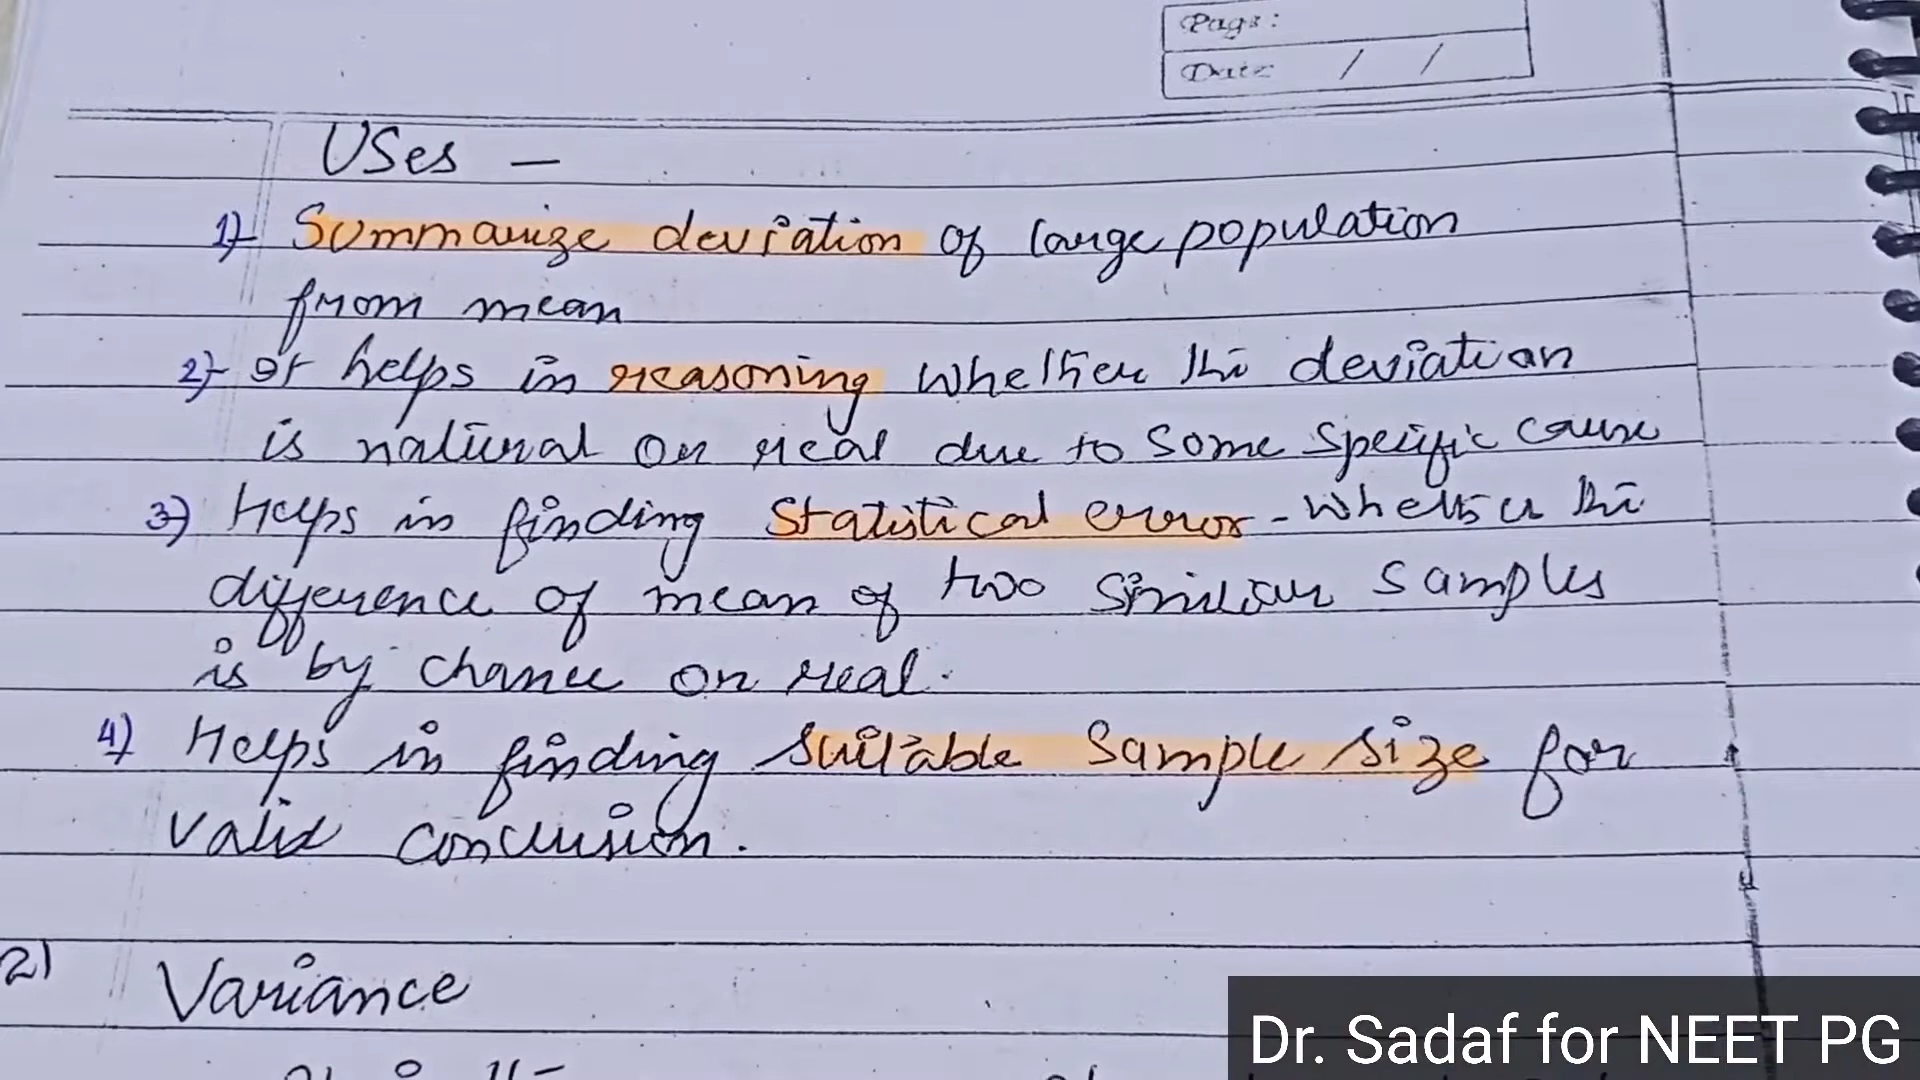 Page:
Date: / /
Uses —
1) Summarize deviation of large population
from mean
2) It helps in reasoning whether the deviation
is natural or real due to some specific cause
3) Helps in finding statistical error - whether the
difference of mean of two similar samples
is by chance or real.
4) Helps in finding suitable sample size for
valid conclusion.
2) Variance
Dr. Sadaf for NEET PG